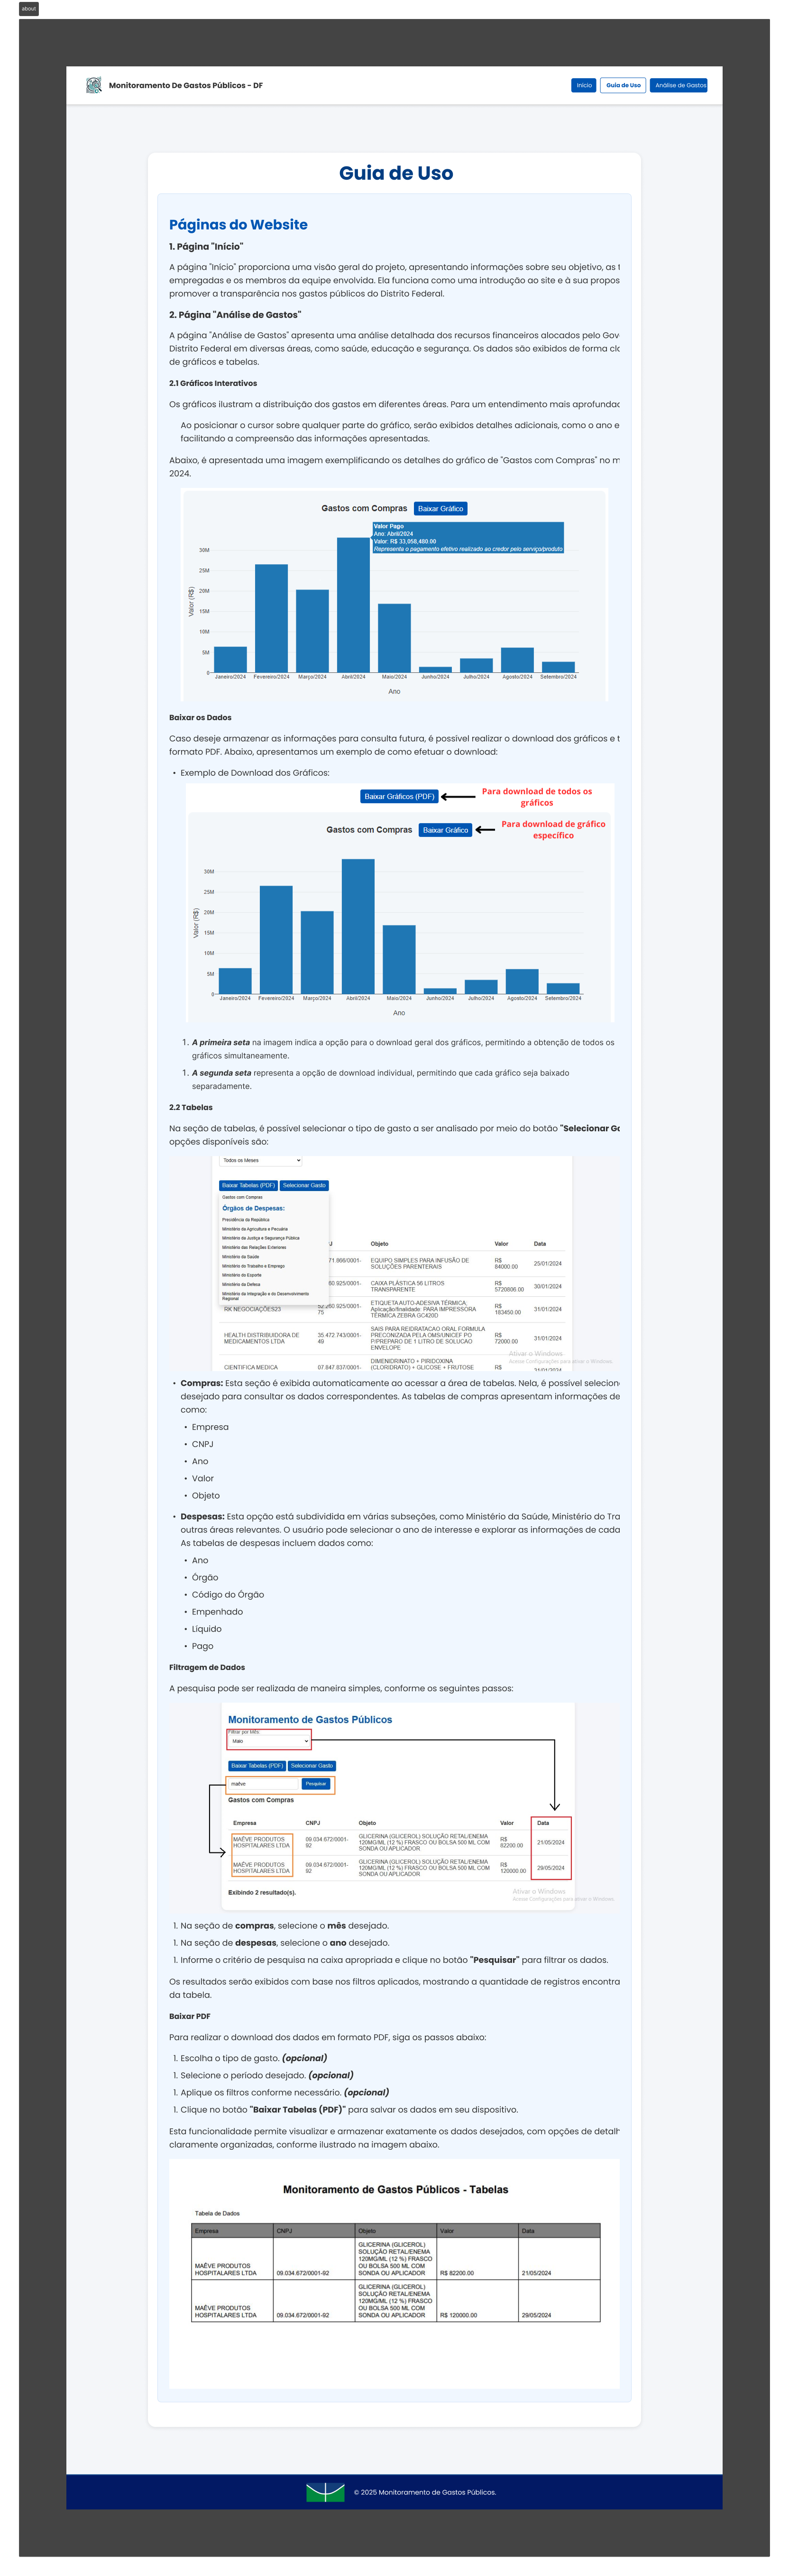 about
Monitoramento De Gastos Públicos - DF
Início
Guia de Uso
Análise de Gastos
Guia de Uso
Páginas do Website
1. Página "Início"
A página "Início" proporciona uma visão geral do projeto, apresentando informações sobre seu objetivo, as t
empregadas e os membros da equipe envolvida. Ela funciona como uma introdução ao site e à sua propos
promover a transparência nos gastos públicos do Distrito Federal.
2. Página "Análise de Gastos"
A página "Análise de Gastos" apresenta uma análise detalhada dos recursos financeiros alocados pelo Gov
Distrito Federal em diversas áreas, como saúde, educação e segurança. Os dados são exibidos de forma cl
de gráficos e tabelas.
2.1 Gráficos Interativos
Os gráficos ilustram a distribuição dos gastos em diferentes áreas. Para um entendimento mais aprofundad
Ao posicionar o cursor sobre qualquer parte do gráfico, serão exibidos detalhes adicionais, como o ano e
facilitando a compreensão das informações apresentadas.
Abaixo, é apresentada uma imagem exemplificando os detalhes do gráfico de "Gastos com Compras" no m
2024.
Gastos com Compras
Baixar Gráfico
Valor Pago
Ano: Abril/2024
Valor: R$ 33,058,480.00
Representa o pagamento efetivo realizado ao credor pelo serviço/produto
30M
25M
20M
15M
10M
5M
0
Valor (R$)
Janeiro/2024 Fevereiro/2024 Março/2024 Abril/2024 Maio/2024 Junho/2024 Julho/2024 Agosto/2024 Setembro/2024
Ano
Baixar os Dados
Caso deseje armazenar as informações para consulta futura, é possível realizar o download dos gráficos e t
formato PDF. Abaixo, apresentamos um exemplo de como efetuar o download:
• Exemplo de Download dos Gráficos:
Baixar Gráficos (PDF)
Para download de todos os
gráficos
Gastos com Compras
Baixar Gráfico
Para download de gráfico
específico
30M
25M
20M
15M
10M
5M
0
Valor (R$)
Janeiro/2024 Fevereiro/2024 Março/2024 Abril/2024 Maio/2024 Junho/2024 Julho/2024 Agosto/2024 Setembro/2024
Ano
1. A primeira seta na imagem indica a opção para o download geral dos gráficos, permitindo a obtenção de todos os
gráficos simultaneamente.
1. A segunda seta representa a opção de download individual, permitindo que cada gráfico seja baixado
separadamente.
2.2 Tabelas
Na seção de tabelas, é possível selecionar o tipo de gasto a ser analisado por meio do botão "Selecionar Ga
opções disponíveis são:
Todos os Meses
Baixar Tabelas (PDF)
Selecionar Gasto
Gastos com Compras
Órgãos de Despesas:
Presidência da República
Ministério da Agricultura e Pecuária
Ministério da Justiça e Segurança Pública
Ministério das Relações Exteriores
Ministério da Saúde
Ministério do Trabalho e Emprego
Ministério do Esporte
Ministério da Defesa
Ministério da Integração e do Desenvolvimento
Regional
J Objeto Valor Data
71.866/0001- EQUIPO SIMPLES PARA INFUSÃO DE SOLUÇÕES PARENTERAIS R$ 84000.00 25/01/2024
60.925/0001- CAIXA PLÁSTICA 56 LITROS TRANSPARENTE R$ 5720806.00 30/01/2024
RK NEGOCIAÇÕES23 52.260.925/0001-75 ETIQUETA AUTO-ADESIVA TÉRMICA; Aplicação/finalidade: PARA IMPRESSORA TÉRMICA ZEBRA GC420D R$ 183450.00 31/01/2024
HEALTH DISTRIBUIDORA DE MEDICAMENTOS LTDA 35.472.743/0001-49 SAIS PARA REIDRATACAO ORAL FORMULA PRECONIZADA PELA OMS/UNICEF PO P/PREPARO DE 1 LITRO DE SOLUCAO ENVELOPE R$ 72000.00 31/01/2024
CIENTIFICA MEDICA 07.847.837/0001- DIMENIDRINATO + PIRIDOXINA (CLORIDRATO) + GLICOSE + FRUTOSE R$ 31/01/2024
Ativar o Windows
Acesse Configurações para ativar o Windows.
• Compras: Esta seção é exibida automaticamente ao acessar a área de tabelas. Nela, é possível selecion
desejado para consultar os dados correspondentes. As tabelas de compras apresentam informações de
como:
• Empresa
• CNPJ
• Ano
• Valor
• Objeto
• Despesas: Esta opção está subdividida em várias subseções, como Ministério da Saúde, Ministério do Tra
outras áreas relevantes. O usuário pode selecionar o ano de interesse e explorar as informações de cada
As tabelas de despesas incluem dados como:
• Ano
• Órgão
• Código do Órgão
• Empenhado
• Líquido
• Pago
Filtragem de Dados
A pesquisa pode ser realizada de maneira simples, conforme os seguintes passos:
Monitoramento de Gastos Públicos
Filtrar por Mês:
Maio
Baixar Tabelas (PDF)
Selecionar Gasto
maêve
Pesquisar
Gastos com Compras
Empresa CNPJ Objeto Valor Data
MAÊVE PRODUTOS HOSPITALARES LTDA 09.034.672/0001-92 GLICERINA (GLICEROL) SOLUÇÃO RETAL/ENEMA 120MG/ML (12 %) FRASCO OU BOLSA 500 ML COM SONDA OU APLICADOR R$ 82200.00 21/05/2024
MAÊVE PRODUTOS HOSPITALARES LTDA 09.034.672/0001-92 GLICERINA (GLICEROL) SOLUÇÃO RETAL/ENEMA 120MG/ML (12 %) FRASCO OU BOLSA 500 ML COM SONDA OU APLICADOR R$ 120000.00 29/05/2024
Exibindo 2 resultado(s).
Ativar o Windows
Acesse Configurações para ativar o Windows.
1. Na seção de compras, selecione o mês desejado.
1. Na seção de despesas, selecione o ano desejado.
1. Informe o critério de pesquisa na caixa apropriada e clique no botão "Pesquisar" para filtrar os dados.
Os resultados serão exibidos com base nos filtros aplicados, mostrando a quantidade de registros encontra
da tabela.
Baixar PDF
Para realizar o download dos dados em formato PDF, siga os passos abaixo:
1. Escolha o tipo de gasto. (opcional)
1. Selecione o período desejado. (opcional)
1. Aplique os filtros conforme necessário. (opcional)
1. Clique no botão "Baixar Tabelas (PDF)" para salvar os dados em seu dispositivo.
Esta funcionalidade permite visualizar e armazenar exatamente os dados desejados, com opções de detalh
claramente organizadas, conforme ilustrado na imagem abaixo.
Monitoramento de Gastos Públicos - Tabelas
Tabela de Dados
Empresa CNPJ Objeto Valor Data
MAÊVE PRODUTOS HOSPITALARES LTDA 09.034.672/0001-92 GLICERINA (GLICEROL) SOLUÇÃO RETAL/ENEMA 120MG/ML (12 %) FRASCO OU BOLSA 500 ML COM SONDA OU APLICADOR R$ 82200.00 21/05/2024
MAÊVE PRODUTOS HOSPITALARES LTDA 09.034.672/0001-92 GLICERINA (GLICEROL) SOLUÇÃO RETAL/ENEMA 120MG/ML (12 %) FRASCO OU BOLSA 500 ML COM SONDA OU APLICADOR R$ 120000.00 29/05/2024
© 2025 Monitoramento de Gastos Públicos.